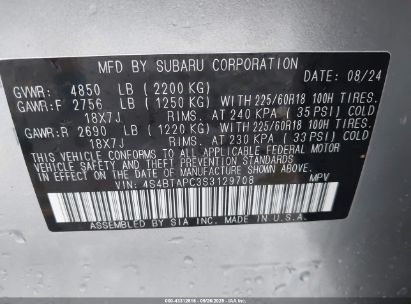 MFD BY SUBARU CORPORATION
DATE: 08/24
GVWR: 4850 LB (2200 KG)
GAWR:F 2756 LB (1250 KG) WITH 225/60R18 100H TIRES.
18X7J RIMS. AT 240 KPA (35 PSI) COLD
GAWR:R 2690 LB (1220 KG) WITH 225/60R18 100H TIRES.
18X7J RIMS. AT 230 KPA (33 PSI) COLD
THIS VEHICLE CONFORMS TO ALL APPLICABLE FEDERAL MOTOR
VEHICLE SAFETY STANDARDS IN EFFECT ON THE
DATE OF MANUFACTURE SHOWN ABOVE.
VIN: 4S4BTAPC3S3129708 MPV
ASSEMBLED BY SIA INC. MADE IN U.S.A.